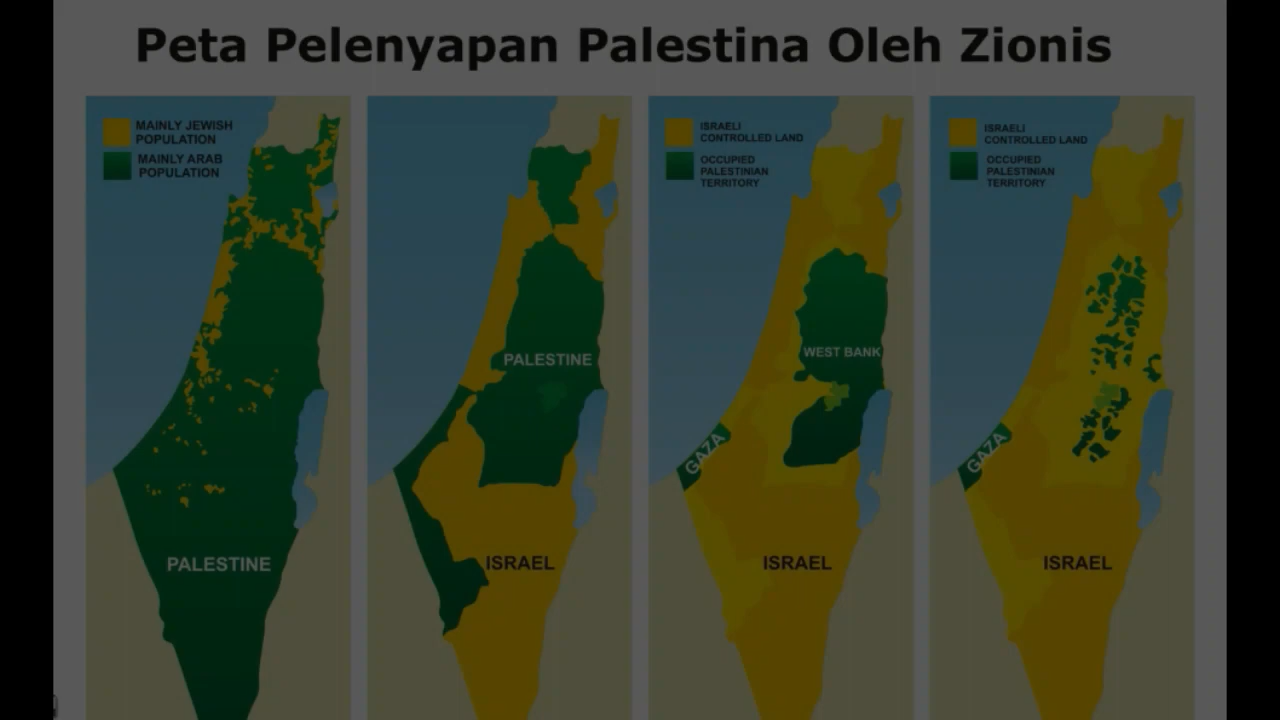 Peta Pelenyapan Palestina Oleh Zionis
MAINLY JEWISH
POPULATION
MAINLY ARAB
POPULATION
PALESTINE
PALESTINE
ISRAEL
ISRAELI
CONTROLLED LAND
OCCUPIED
PALESTINIAN
TERRITORY
WEST BANK
GAZA
ISRAEL
ISRAELI
CONTROLLED LAND
OCCUPIED
PALESTINIAN
TERRITORY
GAZA
ISRAEL